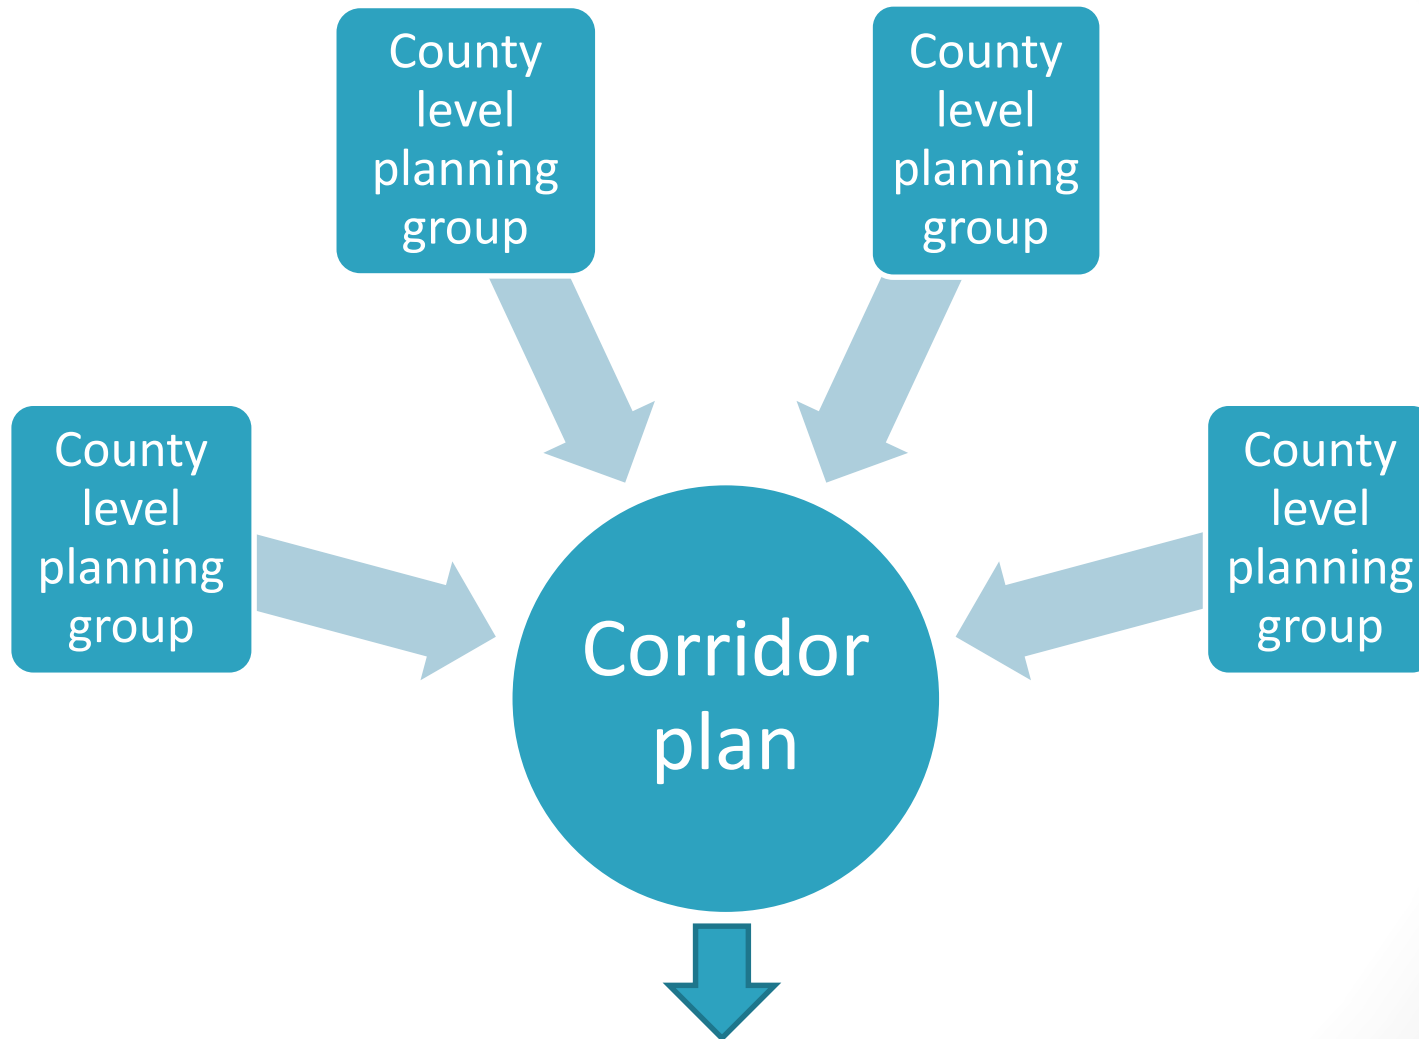 County
level
planning
group
County
level
planning
group
County
level
planning
group
County
level
planning
group
Corridor
plan